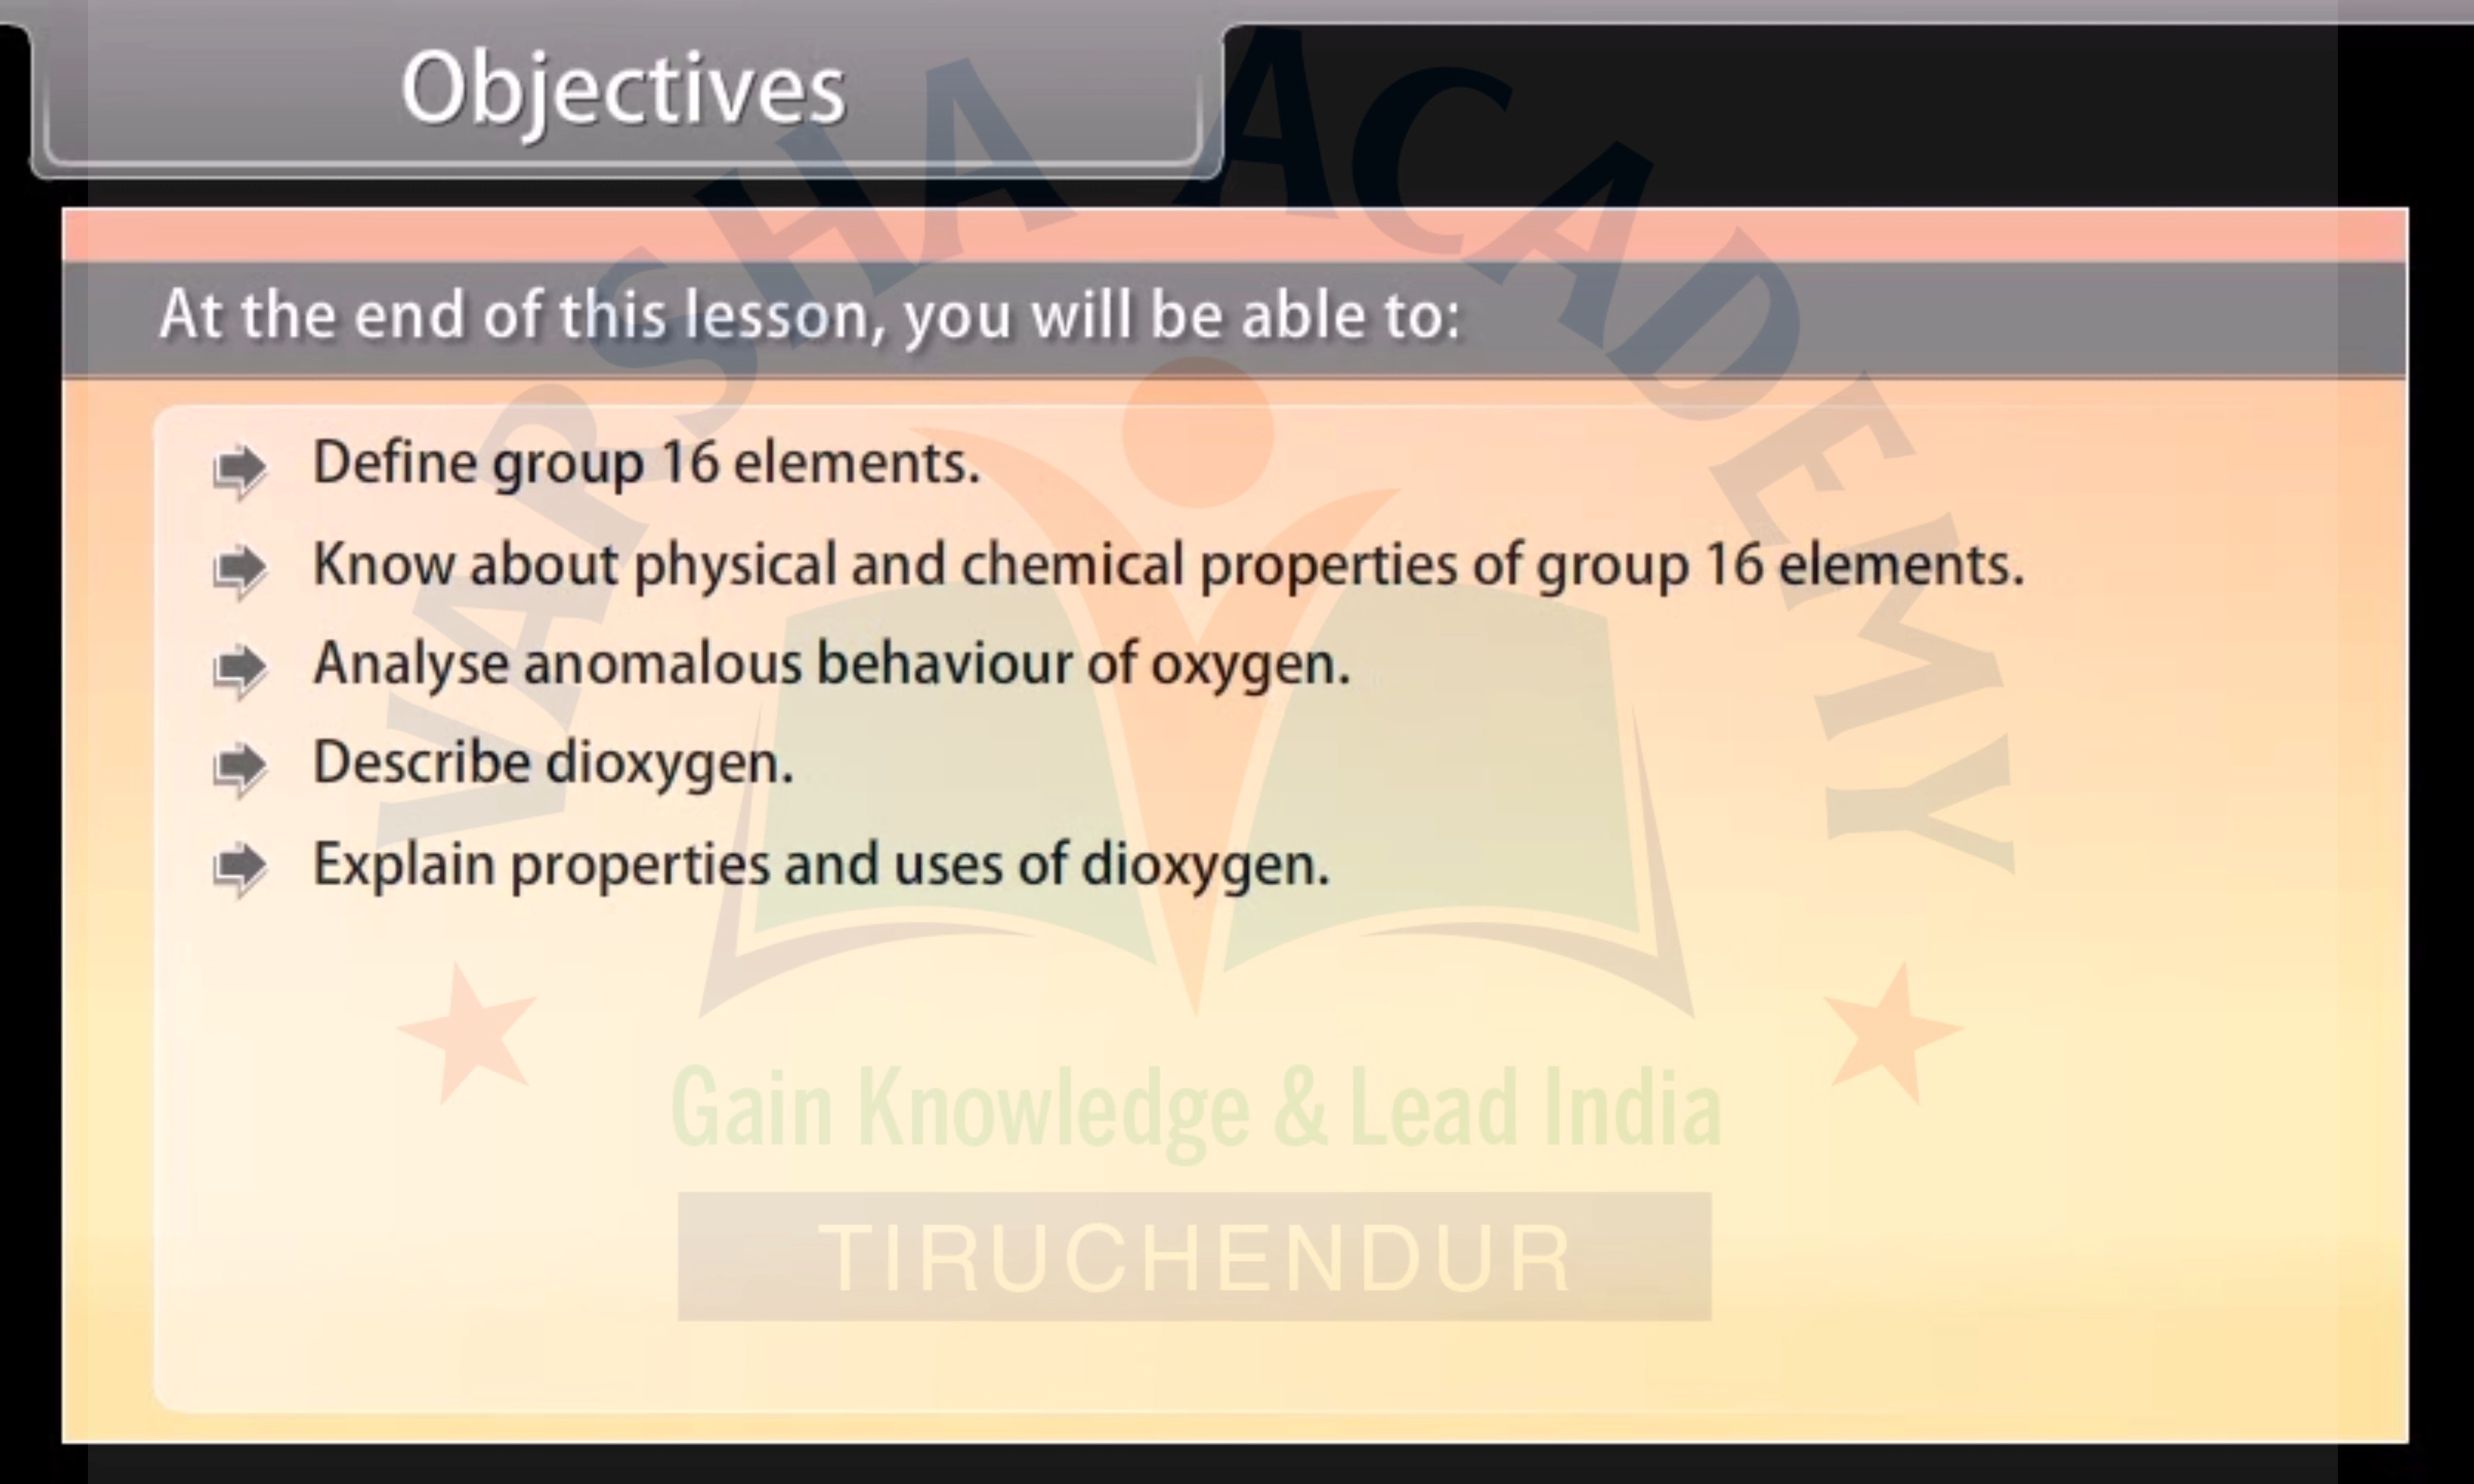 Objectives
VARSHA ACADEMY
At the end of this lesson, you will be able to:
Define group 16 elements.
Know about physical and chemical properties of group 16 elements.
Analyse anomalous behaviour of oxygen.
Describe dioxygen.
Explain properties and uses of dioxygen.
Gain Knowledge & Lead India
TIRUCHENDUR